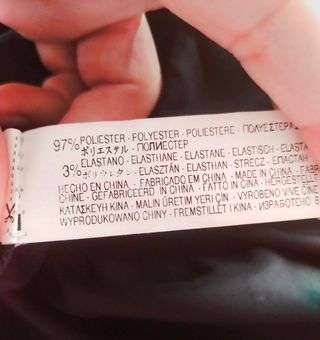 97% POLIESTER - POLYESTER - POLIESTERE - ΠΟΛΥΕΣΤΕΡΑΣ
ポリエステル - ПОЛИЕСТЕР
3% ELASTANO - ELASTHANE - ELASTANE - ELASTISCH - ELASTA
ポリウレタン - ELASZTÁN - ELASTHAN - STRECZ - ЕЛАСТАН
HECHO EN CHINA - FABRICADO EM CHINA - MADE IN CHINA - FABR
CHINE - GEFABRICEERD IN CHINA - FATTO IN CINA - HERGESTELLT
ΚΑΤΑΣΚΕΥΗ ΚΙΝΑ - MALIN ÜRETIM YERI ÇIN - VYROBENO VIVE CINE
WYPRODUKOWANO CHINY - FREMSTILLET I KINA - ИЗРАБОТЕНО В